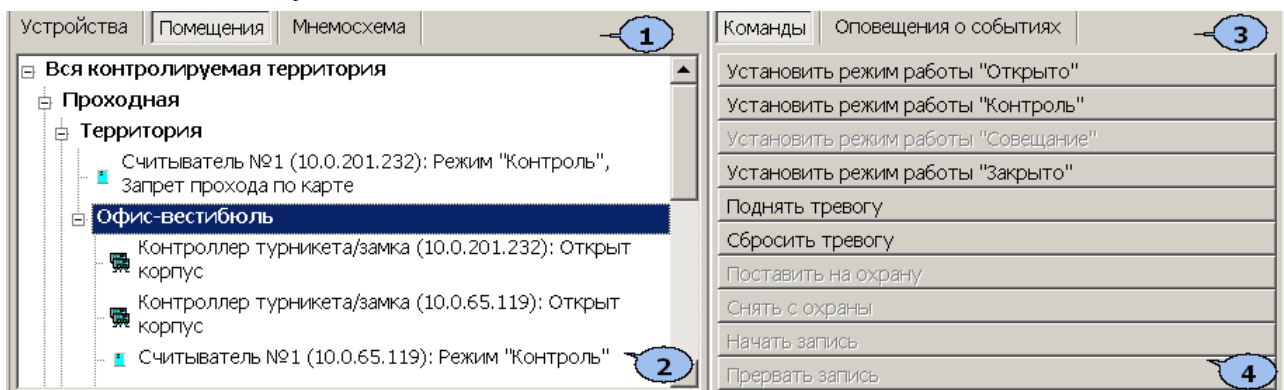 Устройства Помещения Мнемосхема 1
Вся контролируемая территория
Проходная
Территория
Считыватель №1 (10.0.201.232): Режим "Контроль",
Запрет прохода по карте
Офис-вестибюль
Контроллер турникета/замка (10.0.201.232): Открыт
корпус
Контроллер турникета/замка (10.0.65.119): Открыт
корпус
Считыватель №1 (10.0.65.119): Режим "Контроль" 2
Команды Оповещения о событиях 3
Установить режим работы "Открыто"
Установить режим работы "Контроль"
Установить режим работы "Совещание"
Установить режим работы "Закрыто"
Поднять тревогу
Сбросить тревогу
Поставить на охрану
Снять с охраны
Начать запись
Прервать запись 4